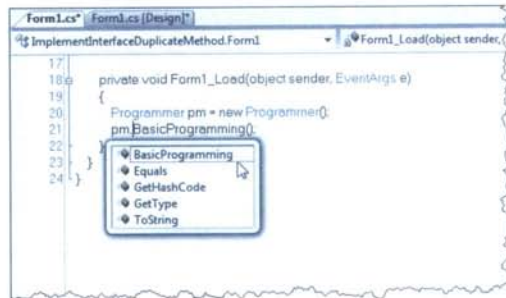 Form1.cs* Form1.cs [Design]*
ImplementInterfaceDuplicateMethod.Form1 Form1_Load(object sender,
17
18 private void Form1_Load(object sender, EventArgs e)
19 {
20 Programmer pm = new Programmer();
21 pm.BasicProgramming();
22 }
23 }
24 }
BasicProgramming
Equals
GetHashCode
GetType
ToString